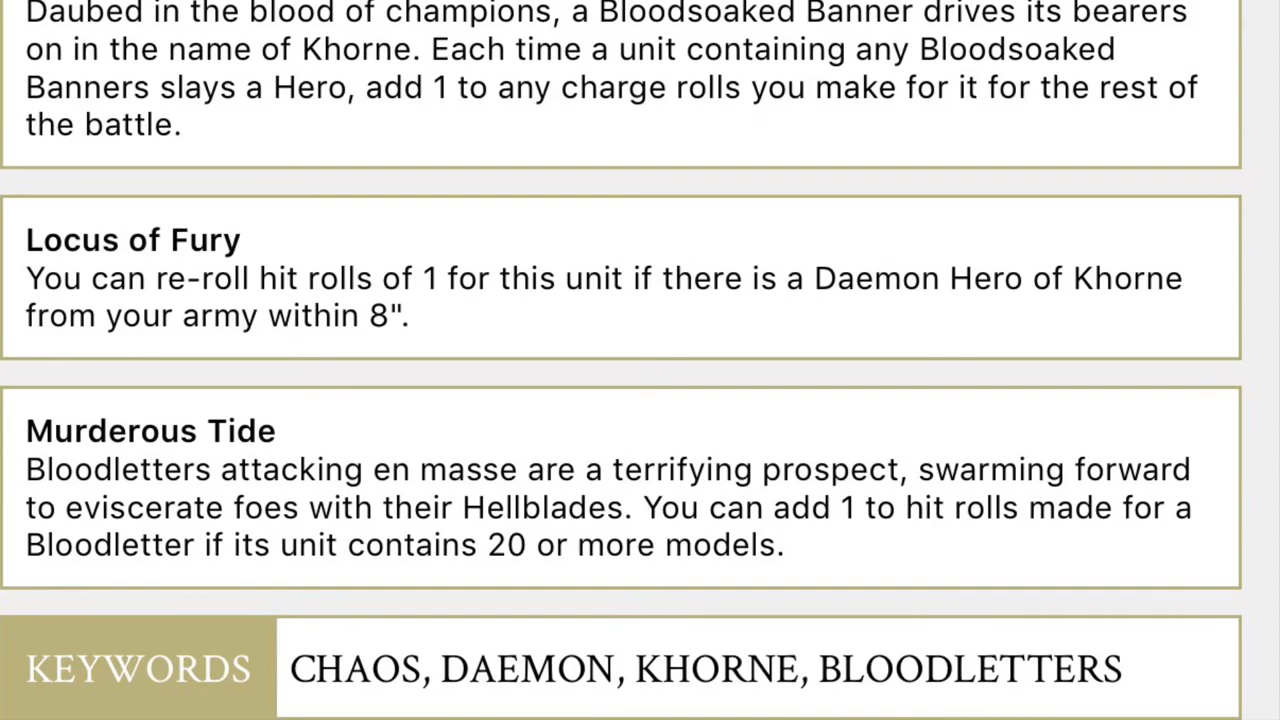 Daubed in the blood of champions, a Bloodsoaked Banner drives its bearers
on in the name of Khorne. Each time a unit containing any Bloodsoaked
Banners slays a Hero, add 1 to any charge rolls you make for it for the rest of
the battle.
Locus of Fury
You can re-roll hit rolls of 1 for this unit if there is a Daemon Hero of Khorne
from your army within 8".
Murderous Tide
Bloodletters attacking en masse are a terrifying prospect, swarming forward
to eviscerate foes with their Hellblades. You can add 1 to hit rolls made for a
Bloodletter if its unit contains 20 or more models.
KEYWORDS CHAOS, DAEMON, KHORNE, BLOODLETTERS